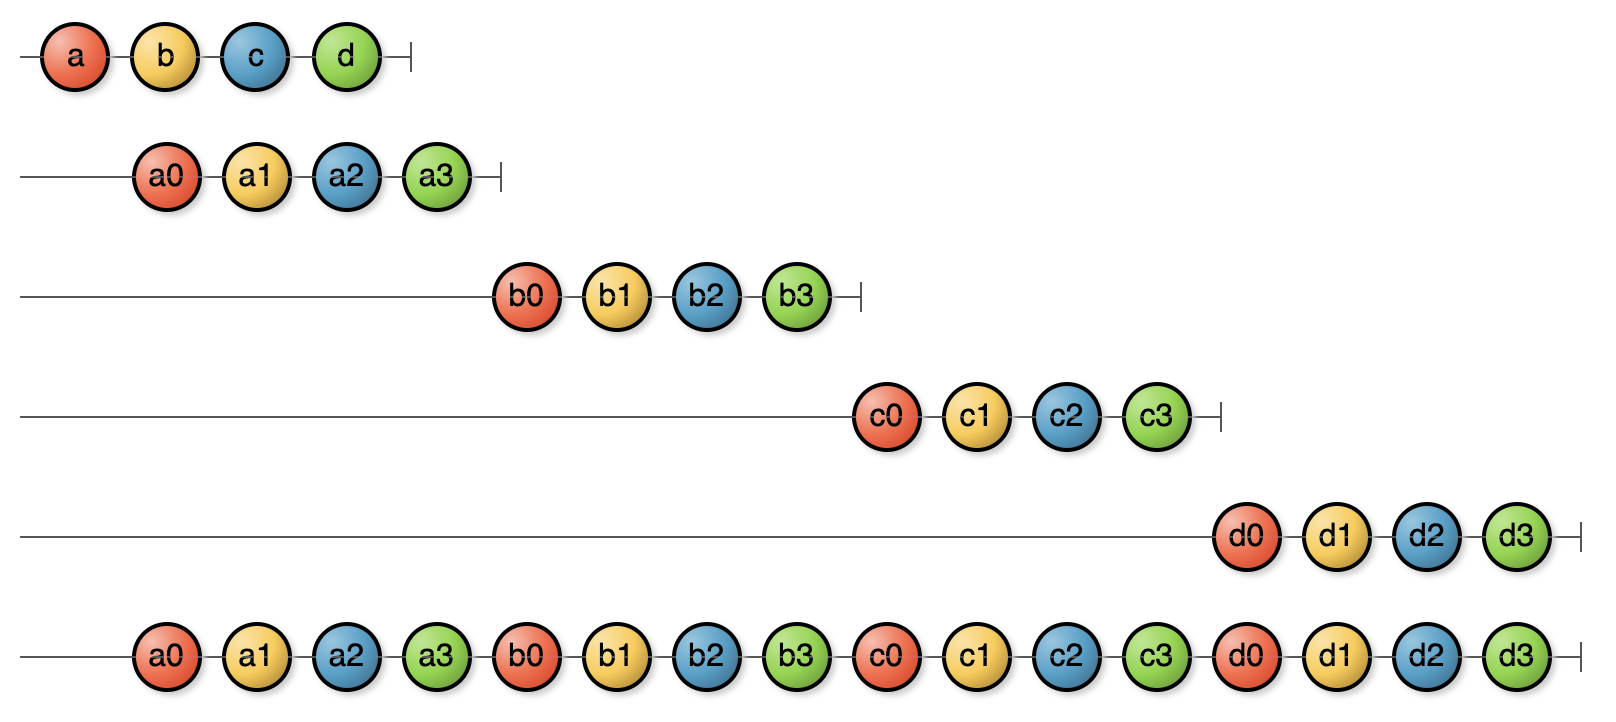 a b c d
a0 a1 a2 a3
b0 b1 b2 b3
c0 c1 c2 c3
d0 d1 d2 d3
a0 a1 a2 a3 b0 b1 b2 b3 c0 c1 c2 c3 d0 d1 d2 d3